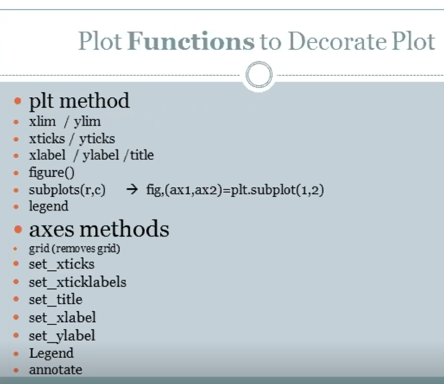 Plot Functions to Decorate Plot
plt method
xlim / ylim
xticks / yticks
xlabel / ylabel /title
figure()
subplots(r,c) → fig,(ax1,ax2)=plt.subplot(1,2)
legend
axes methods
grid (removes grid)
set_xticks
set_xticklabels
set_title
set_xlabel
set_ylabel
Legend
annotate